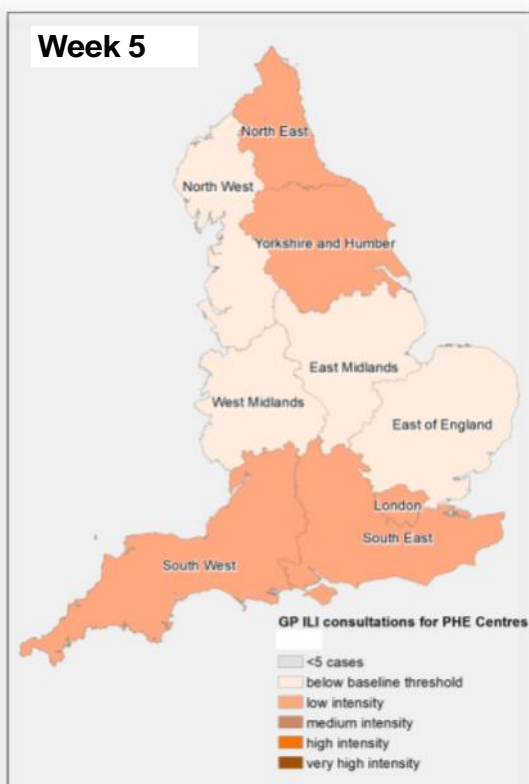 Week 5
North East
North West
Yorkshire and Humber
East Midlands
West Midlands
East of England
London
South East
South West
GP ILI consultations for PHE Centres
<5 cases
below baseline threshold
low intensity
medium intensity
high intensity
very high intensity